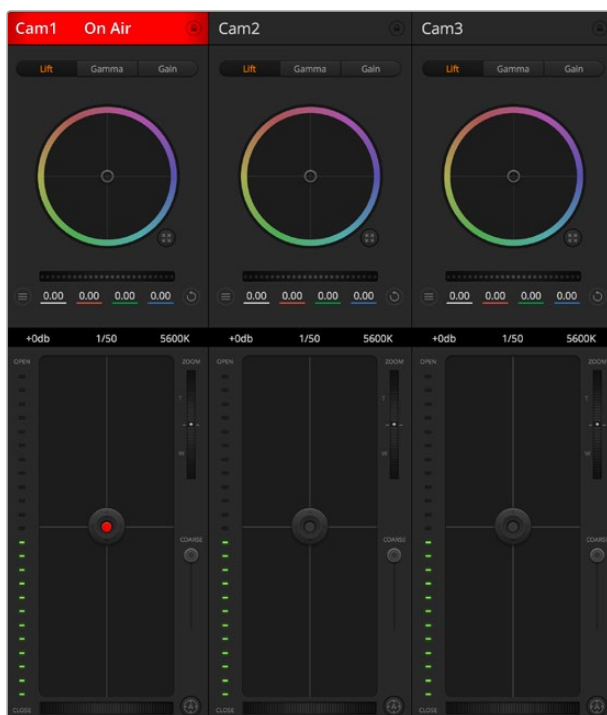 Cam1 On Air
Lift Gamma Gain
0.00 0.00 0.00 0.00
+0db 1/50 5600K
OPEN ZOOM
T
W
COARSE
CLOSE A
Cam2
Lift Gamma Gain
0.00 0.00 0.00 0.00
+0db 1/50 5600K
OPEN ZOOM
T
W
COARSE
CLOSE A
Cam3
Lift Gamma Gain
0.00 0.00 0.00 0.00
+0db 1/50 5600K
OPEN ZOOM
T
W
COARSE
CLOSE A